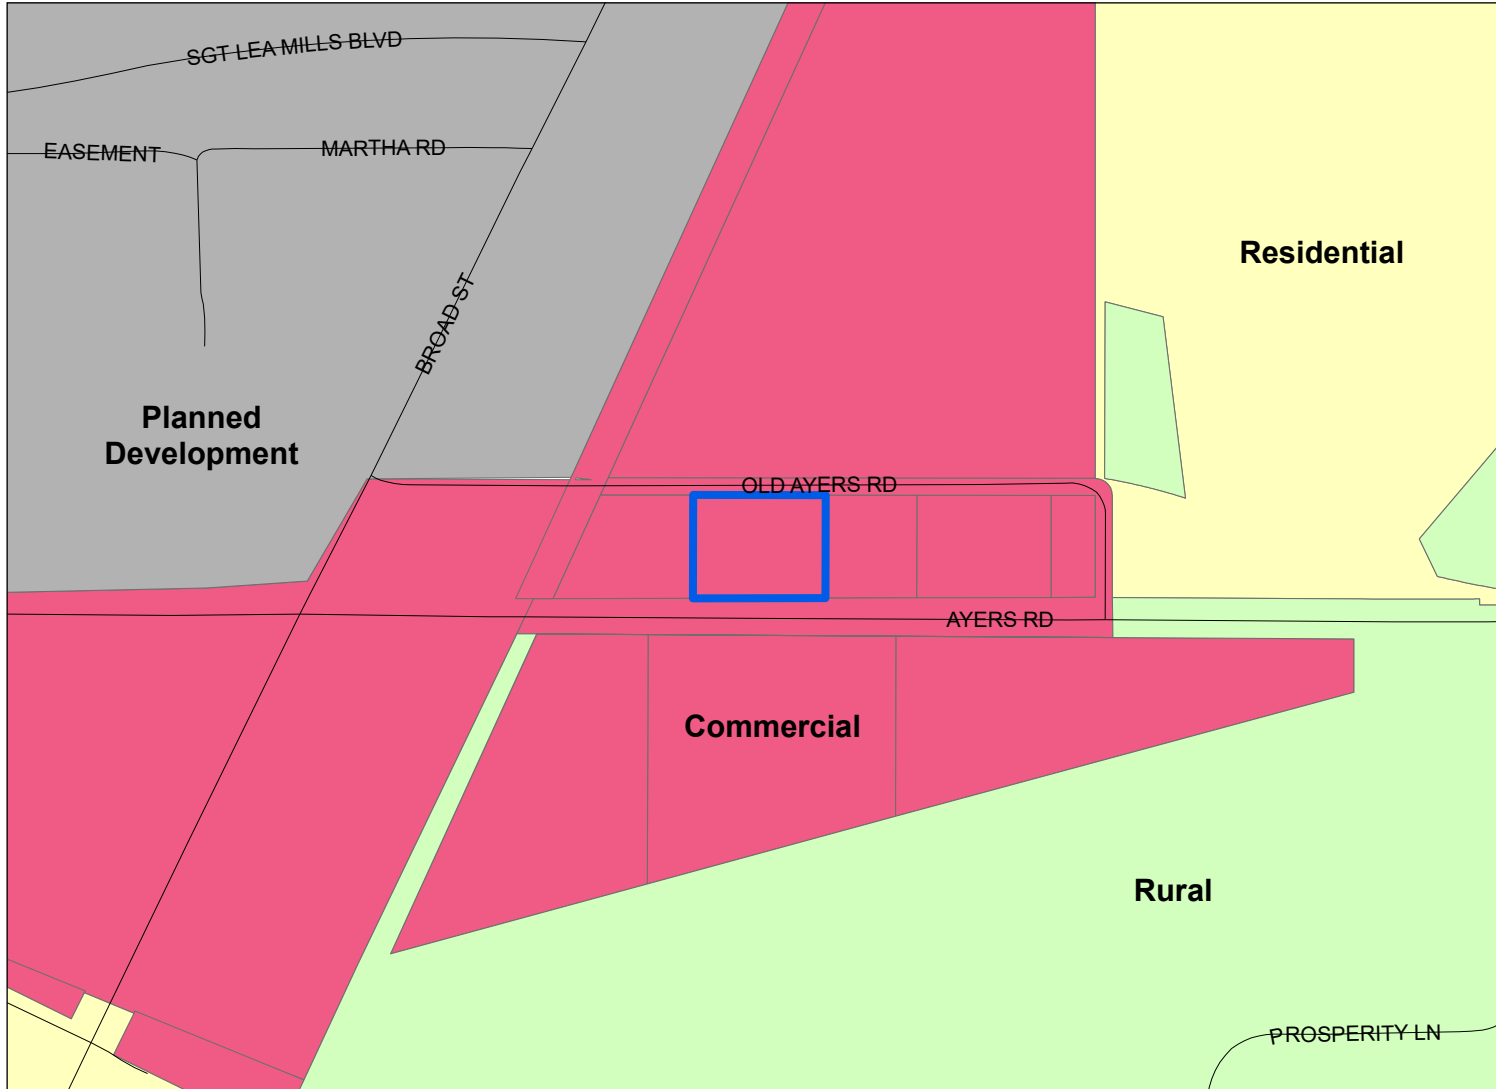 SGT LEA MILLS BLVD
EASEMENT
MARTHA RD
Residential
BROAD ST
Planned
Development
OLD AYERS RD
AYERS RD
Commercial
Rural
PROSPERITY LN